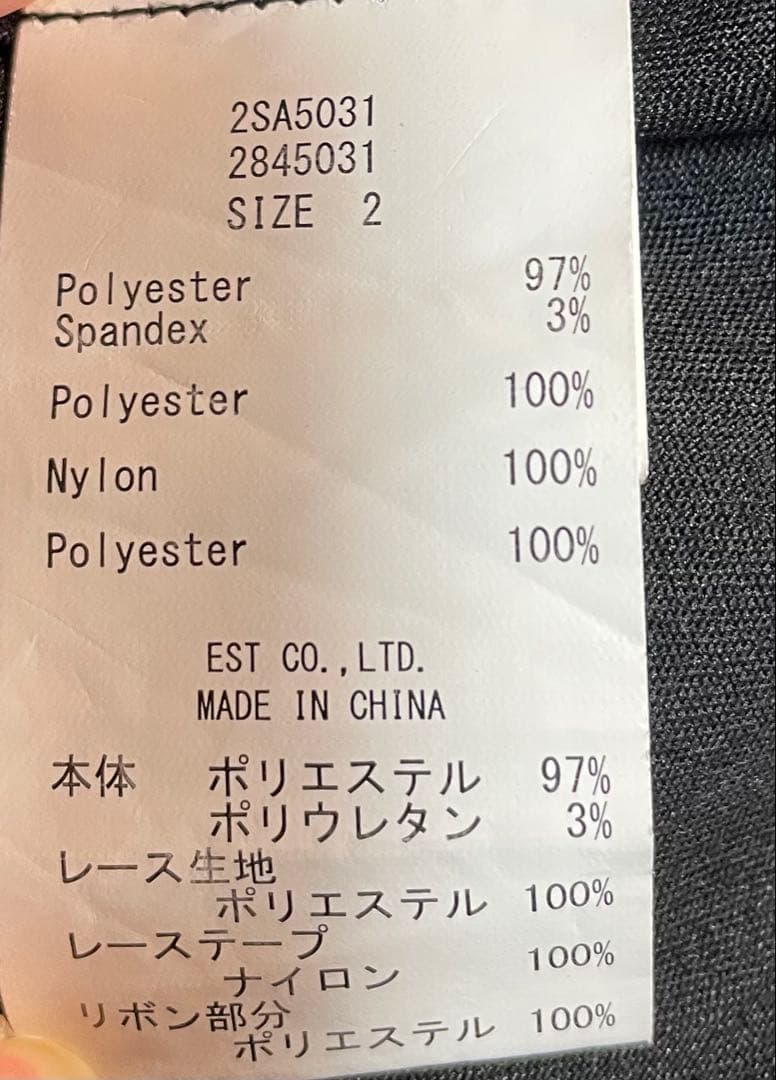 2SA5031
2845031
SIZE 2
Polyester 97%
Spandex 3%
Polyester 100%
Nylon 100%
Polyester 100%
EST CO.,LTD.
MADE IN CHINA
本体 ポリエステル 97%
ポリウレタン 3%
レース生地
ポリエステル 100%
レーステープ
ナイロン 100%
リボン部分
ポリエステル 100%